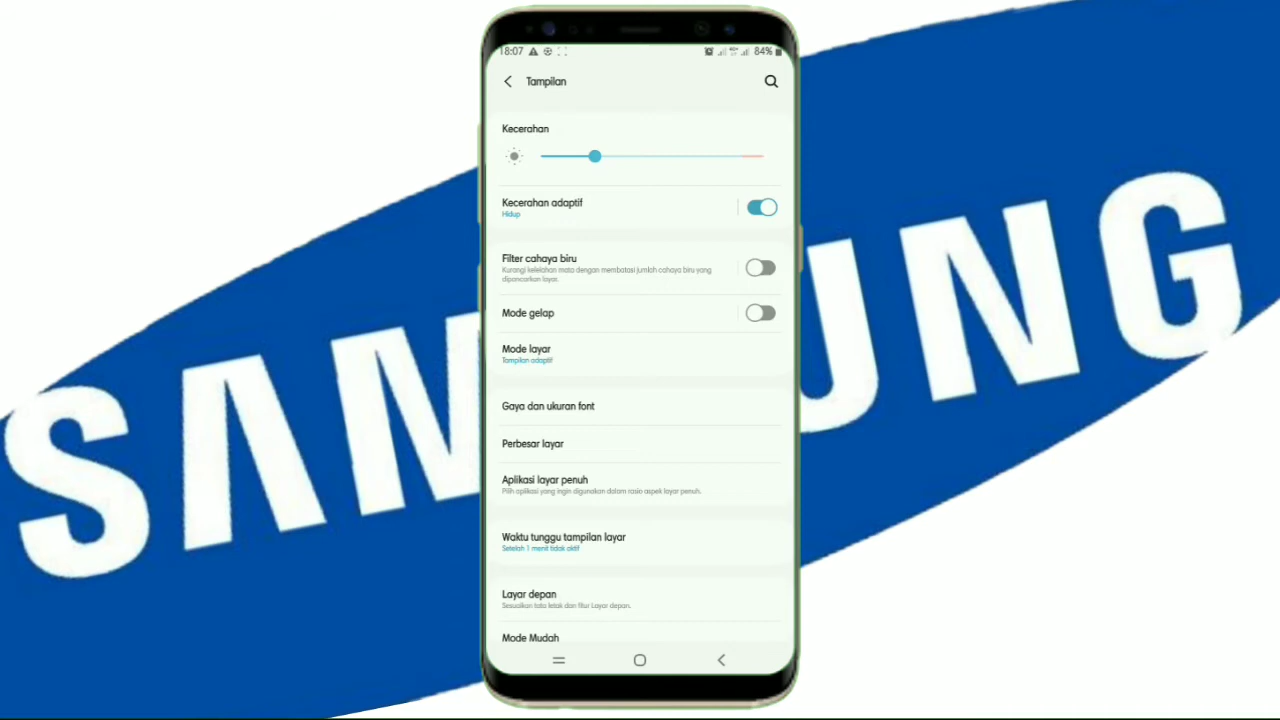 SAMSUNG
18:07 84%
Tampilan
Kecerahan
Kecerahan adaptif
Hidup
Filter cahaya biru
Kurangi kelelahan mata dengan membatasi jumlah cahaya biru yang
dipancarkan layar.
Mode gelap
Mode layar
Tampilan adaptif
Gaya dan ukuran font
Perbesar layar
Aplikasi layar penuh
Pilih aplikasi yang ingin digunakan dalam rasio aspek layar penuh.
Waktu tunggu tampilan layar
Setelah 1 menit tidak aktif
Layar depan
Sesuaikan tata letak dan fitur Layar depan.
Mode Mudah